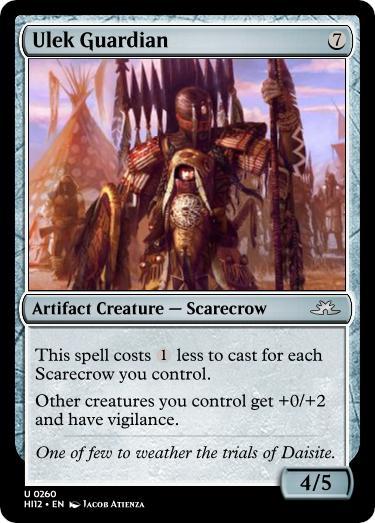 Ulek Guardian 7
Artifact Creature — Scarecrow
This spell costs 1 less to cast for each
Scarecrow you control.
Other creatures you control get +0/+2
and have vigilance.
One of few to weather the trials of Daisite.
4/5
U 0260
HI12 • EN Jacob Atienza